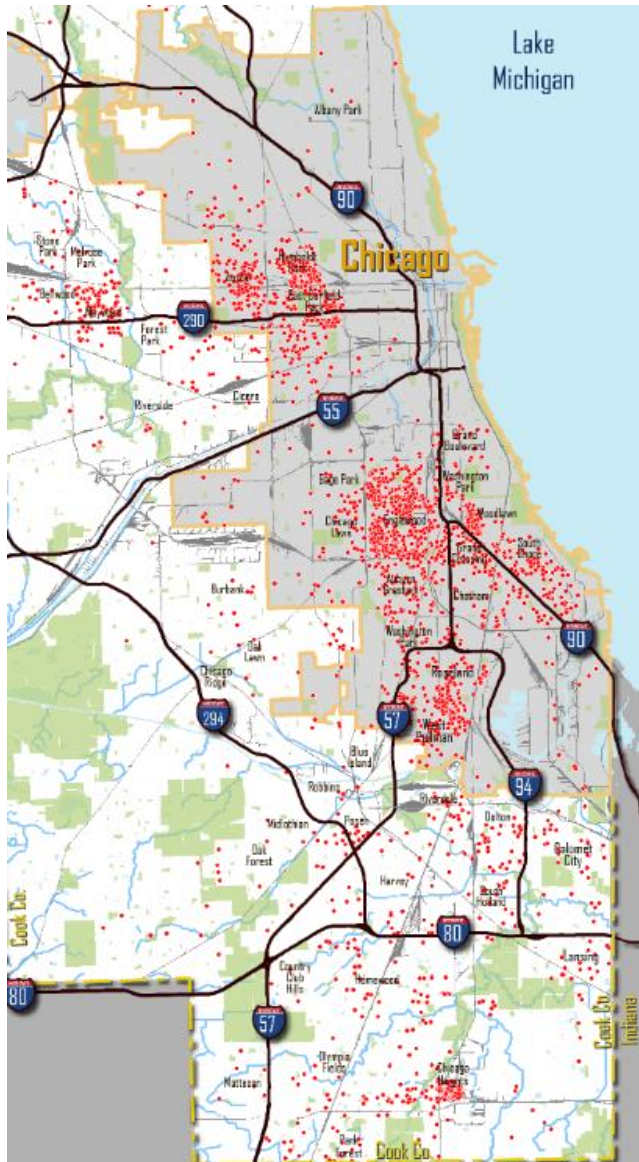 Lake
Michigan
Albany Park
90
Stone
Park
Melrose
Park
Humboldt
Chicago
Austin
Bellwood
East Garfield
Maywood
290
Forest
Park
Cicero
55
Riverside
Grand
Boulevard
Gage Park
Washington
Park
Woodlawn
Chicago
Lawn
Englewood
South
Shore
Grand
Crossing
Auburn
Gresham
Burbank
Chatham
Washington
90
Oak
Lawn
Chicago
Ridge
Roseland
294
57
West
Pullman
Blue
Island
94
Robbins
Riverdale
Posen
Dolton
Midlothian
Oak
Forest
Calumet
City
Harvey
South
Holland
Cook Co.
80
Country
Club
Hills
Lansing
Homewood
80
57
Cook Co.
Indiana
Olympia
Fields
Chicago
Heights
Matteson
Park
Forest
Cook Co.